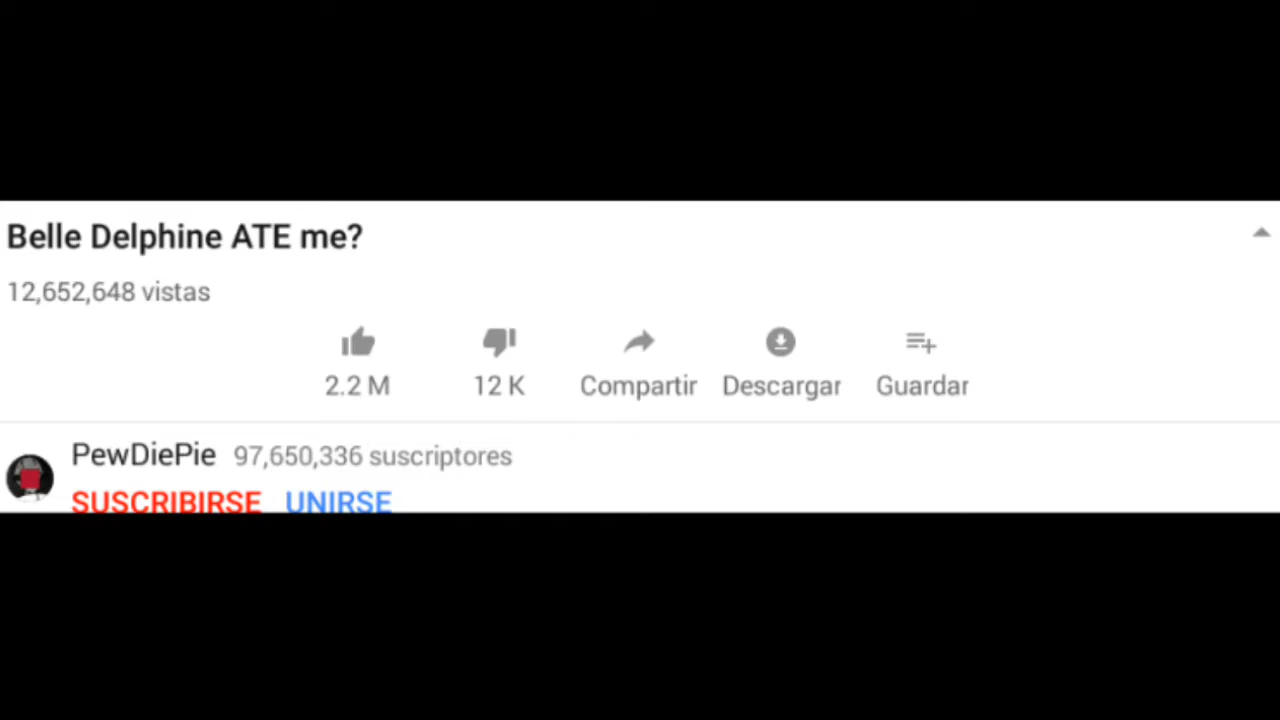 Belle Delphine ATE me?
12,652,648 vistas
2.2 M 12 K Compartir Descargar Guardar
PewDiePie 97,650,336 suscriptores
SUSCRIBIRSE UNIRSE